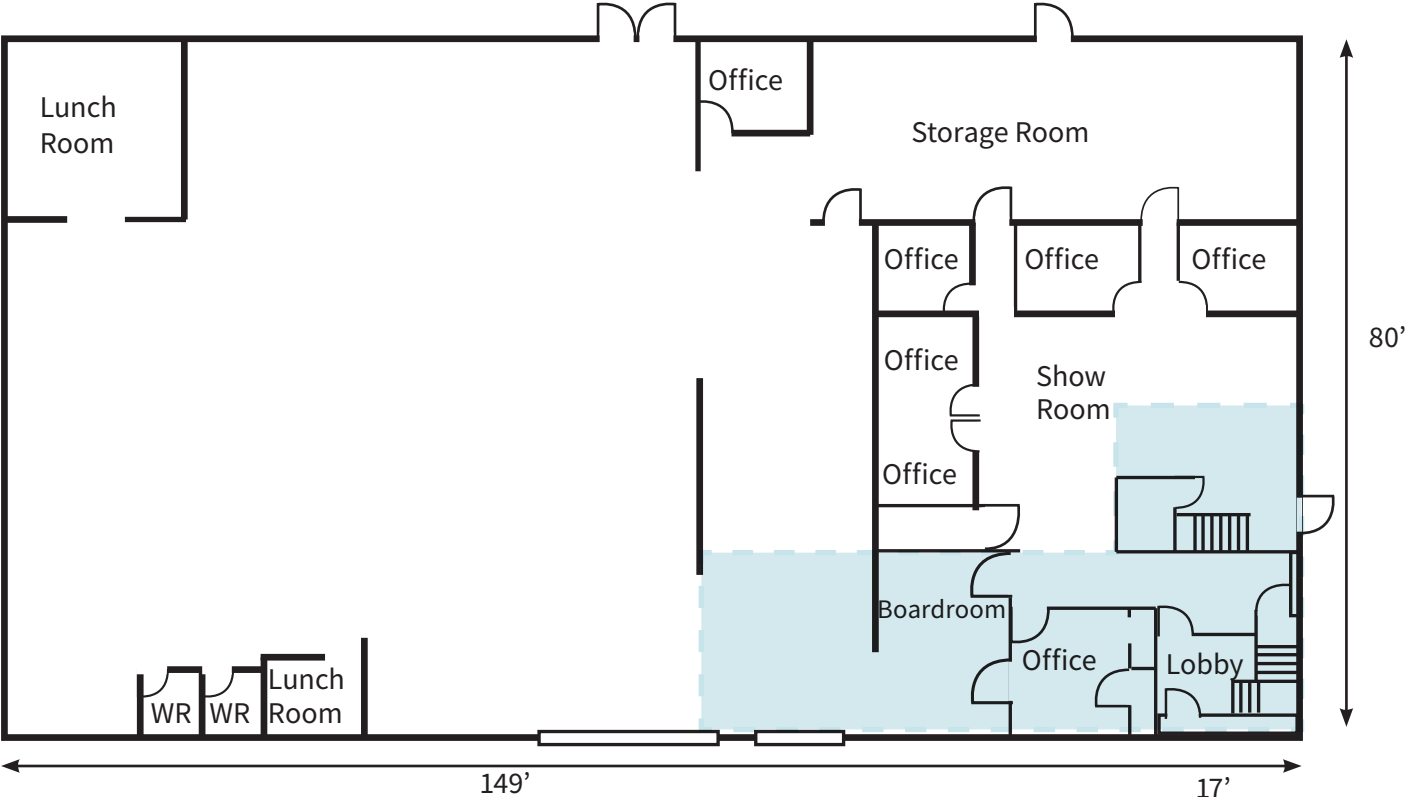 Office
Lunch
Room
Storage Room
Office
Office
Office
80’
Office
Show
Room
Office
Boardroom
Office
Lobby
Lunch
Room
WR
WR
149’
17’